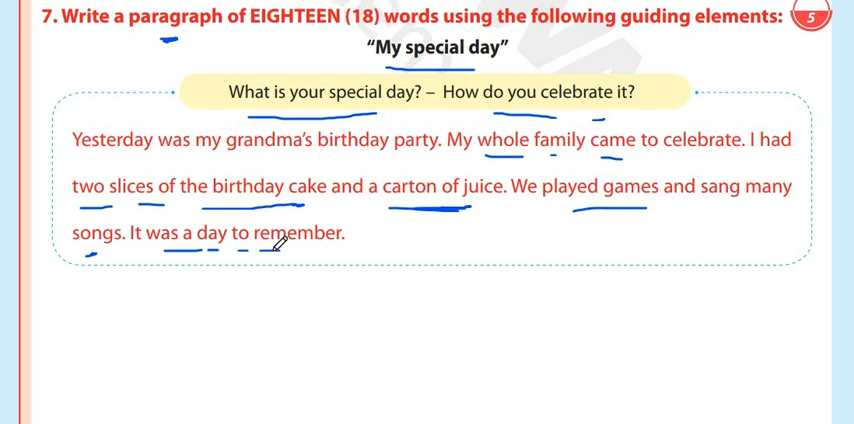 7. Write a paragraph of EIGHTEEN (18) words using the following guiding elements:
5
“My special day”
What is your special day? – How do you celebrate it?
Yesterday was my grandma’s birthday party. My whole family came to celebrate. I had
two slices of the birthday cake and a carton of juice. We played games and sang many
songs. It was a day to remember.